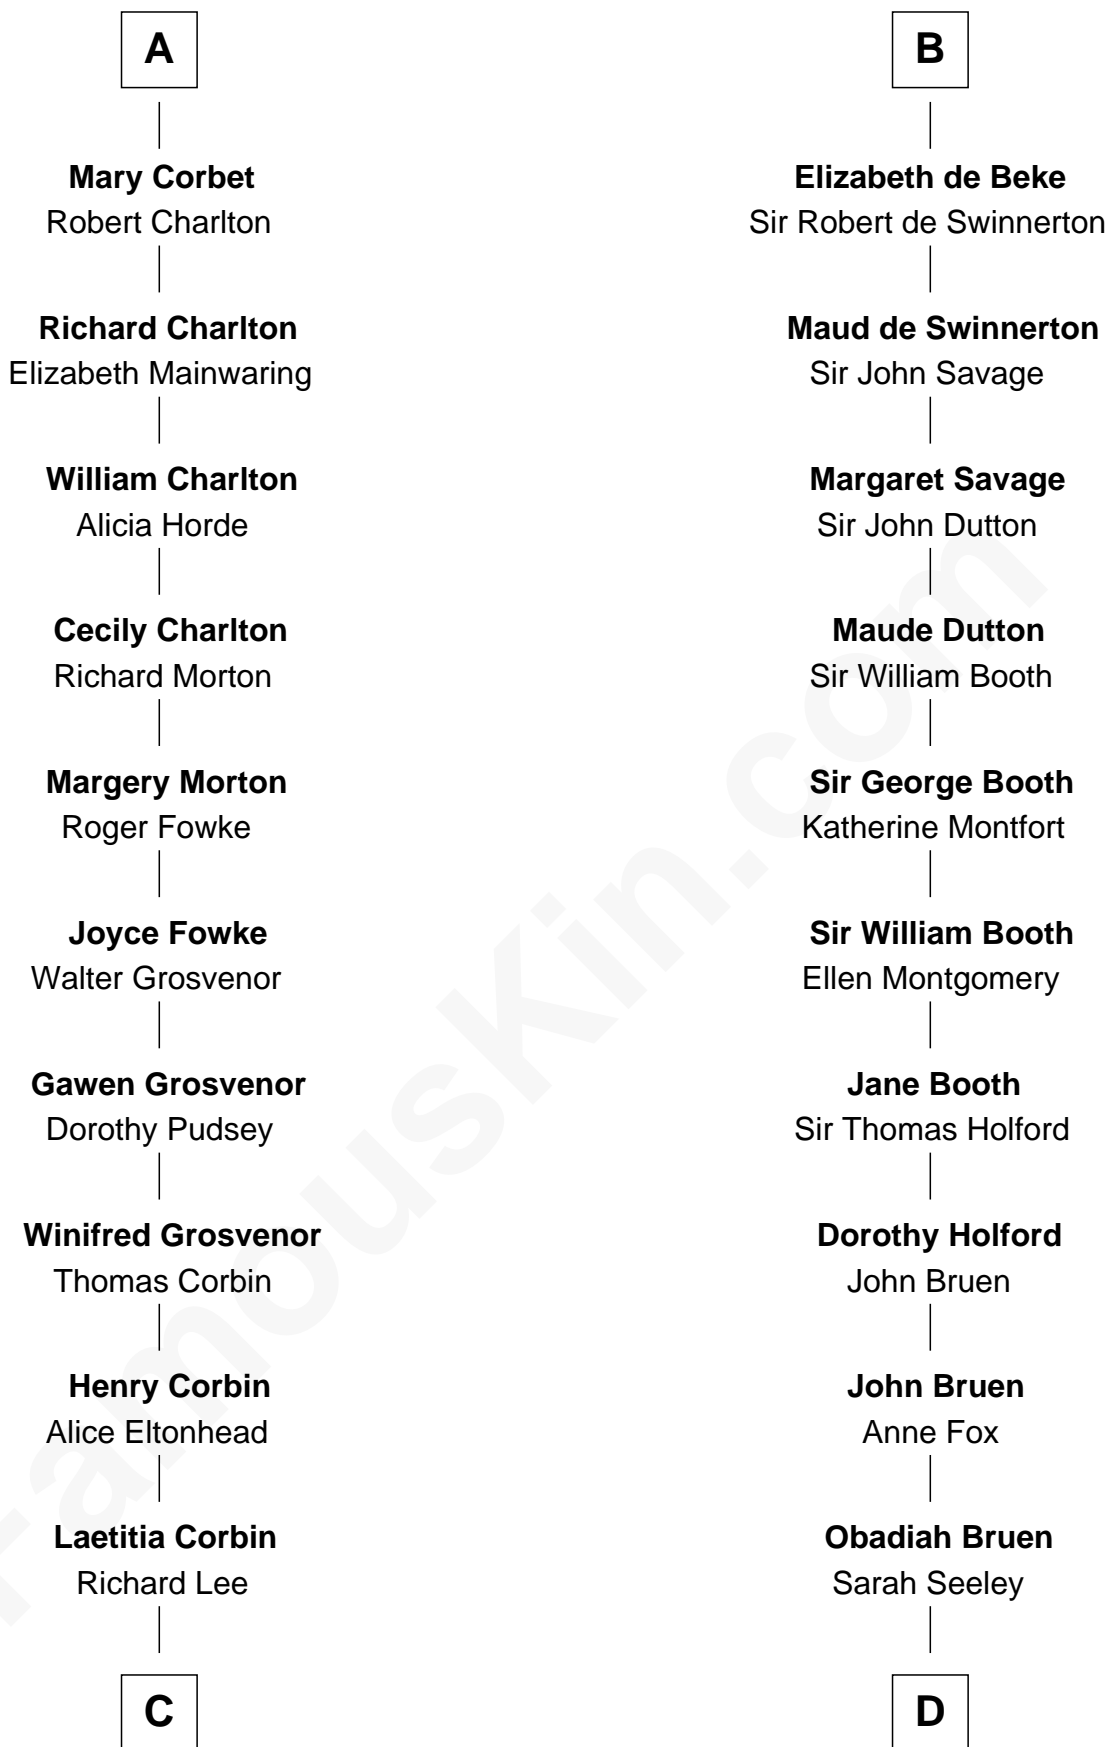 A
Mary Corbet
Robert Charlton
Richard Charlton
Elizabeth Mainwaring
William Charlton
Alicia Horde
Cecily Charlton
Richard Morton
Margery Morton
Roger Fowke
Joyce Fowke
Walter Grosvenor
Gawen Grosvenor
Dorothy Pudsey
Winifred Grosvenor
Thomas Corbin
Henry Corbin
Alice Eltonhead
Laetitia Corbin
Richard Lee
C
B
Elizabeth de Beke
Sir Robert de Swinnerton
Maud de Swinnerton
Sir John Savage
Margaret Savage
Sir John Dutton
Maude Dutton
Sir William Booth
Sir George Booth
Katherine Montfort
Sir William Booth
Ellen Montgomery
Jane Booth
Sir Thomas Holford
Dorothy Holford
John Bruen
John Bruen
Anne Fox
Obadiah Bruen
Sarah Seeley
D
FamousKin.com